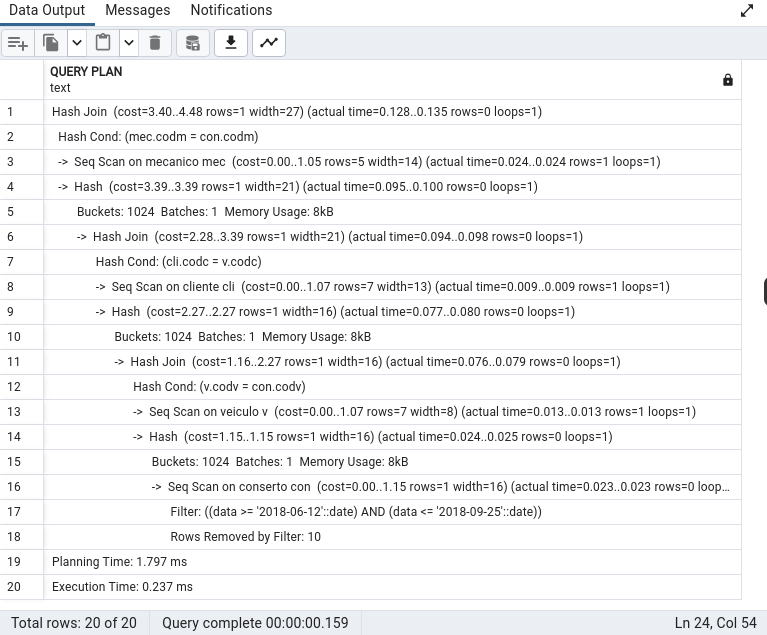 Data Output Messages Notifications
QUERY PLAN
text
1 Hash Join (cost=3.40..4.48 rows=1 width=27) (actual time=0.128..0.135 rows=0 loops=1)
2 Hash Cond: (mec.codm = con.codm)
3 -> Seq Scan on mecanico mec (cost=0.00..1.05 rows=5 width=14) (actual time=0.024..0.024 rows=1 loops=1)
4 -> Hash (cost=3.39..3.39 rows=1 width=21) (actual time=0.095..0.100 rows=0 loops=1)
5 Buckets: 1024 Batches: 1 Memory Usage: 8kB
6 -> Hash Join (cost=2.28..3.39 rows=1 width=21) (actual time=0.094..0.098 rows=0 loops=1)
7 Hash Cond: (cli.codc = v.codc)
8 -> Seq Scan on cliente cli (cost=0.00..1.07 rows=7 width=13) (actual time=0.009..0.009 rows=1 loops=1)
9 -> Hash (cost=2.27..2.27 rows=1 width=16) (actual time=0.077..0.080 rows=0 loops=1)
10 Buckets: 1024 Batches: 1 Memory Usage: 8kB
11 -> Hash Join (cost=1.16..2.27 rows=1 width=16) (actual time=0.076..0.079 rows=0 loops=1)
12 Hash Cond: (v.codv = con.codv)
13 -> Seq Scan on veiculo v (cost=0.00..1.07 rows=7 width=8) (actual time=0.013..0.013 rows=1 loops=1)
14 -> Hash (cost=1.15..1.15 rows=1 width=16) (actual time=0.024..0.025 rows=0 loops=1)
15 Buckets: 1024 Batches: 1 Memory Usage: 8kB
16 -> Seq Scan on conserto con (cost=0.00..1.15 rows=1 width=16) (actual time=0.023..0.023 rows=0 loop...
17 Filter: ((data >= '2018-06-12'::date) AND (data <= '2018-09-25'::date))
18 Rows Removed by Filter: 10
19 Planning Time: 1.797 ms
20 Execution Time: 0.237 ms
Total rows: 20 of 20 Query complete 00:00:00.159 Ln 24, Col 54